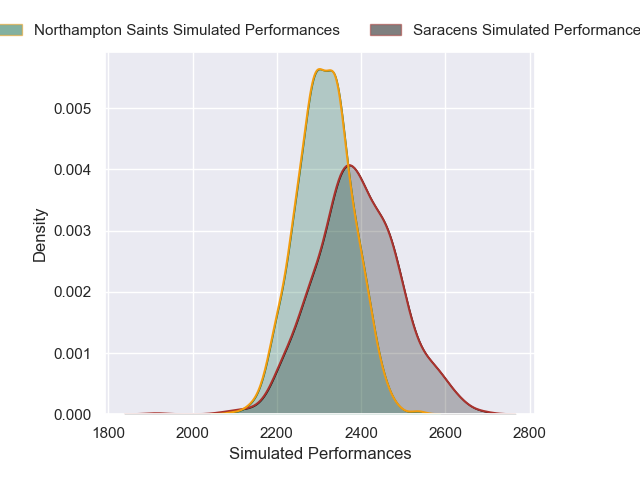 Northampton Saints Simulated Performances
Saracens Simulated Performance
0.005
0.004
0.003
0.002
0.001
0.000
Density
1800 2000 2200 2400 2600 2800
Simulated Performances